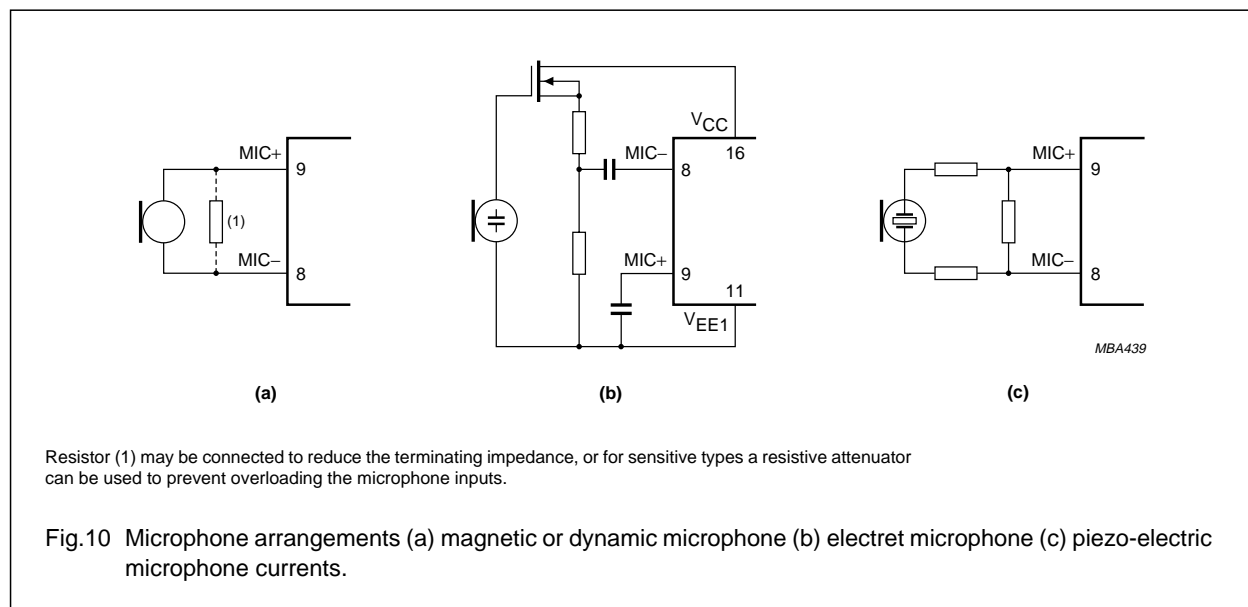 MIC+
9
(1)
MIC−
8
(a)
VCC
16
MIC−
8
MIC+
9
11
VEE1
(b)
MIC+
9
MIC−
8
MBA439
(c)
Resistor (1) may be connected to reduce the terminating impedance, or for sensitive types a resistive attenuator
can be used to prevent overloading the microphone inputs.
Fig.10 Microphone arrangements (a) magnetic or dynamic microphone (b) electret microphone (c) piezo-electric
microphone currents.